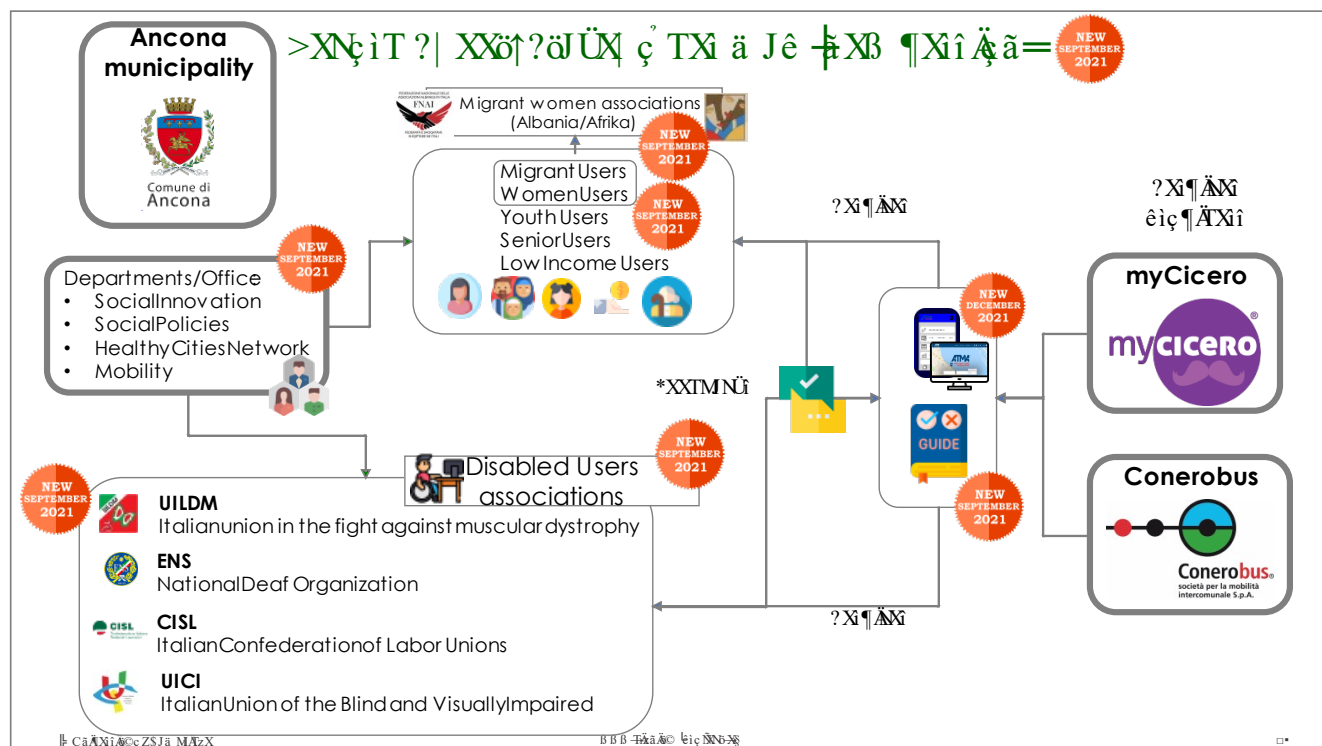 Ancona
municipality
Comune di
Ancona
NEW
SEPTEMBER
2021
FNAI
Migrant women associations
(Albania/Afrika)
NEW
SEPTEMBER
2021
Migrant Users
Women Users
Youth Users
Senior Users
Low Income Users
NEW
SEPTEMBER
2021
NEW
SEPTEMBER
2021
Departments/Office
• Social Innovation
• Social Policies
• Healthy Cities Network
• Mobility
myCicero
mycicero®
NEW
DECEMBER
2021
ATMA
GUIDE
NEW
SEPTEMBER
2021
Conerobus
Conerobus®
società per la mobilità
intercomunale S.p.A.
NEW
SEPTEMBER
2021
Disabled Users
associations
NEW
SEPTEMBER
2021
UILDM
Italian union in the fight against muscular dystrophy
ENS
National Deaf Organization
CISL
CISL
Italian Confederation of Labor Unions
UICI
Italian Union of the Blind and Visually Impaired